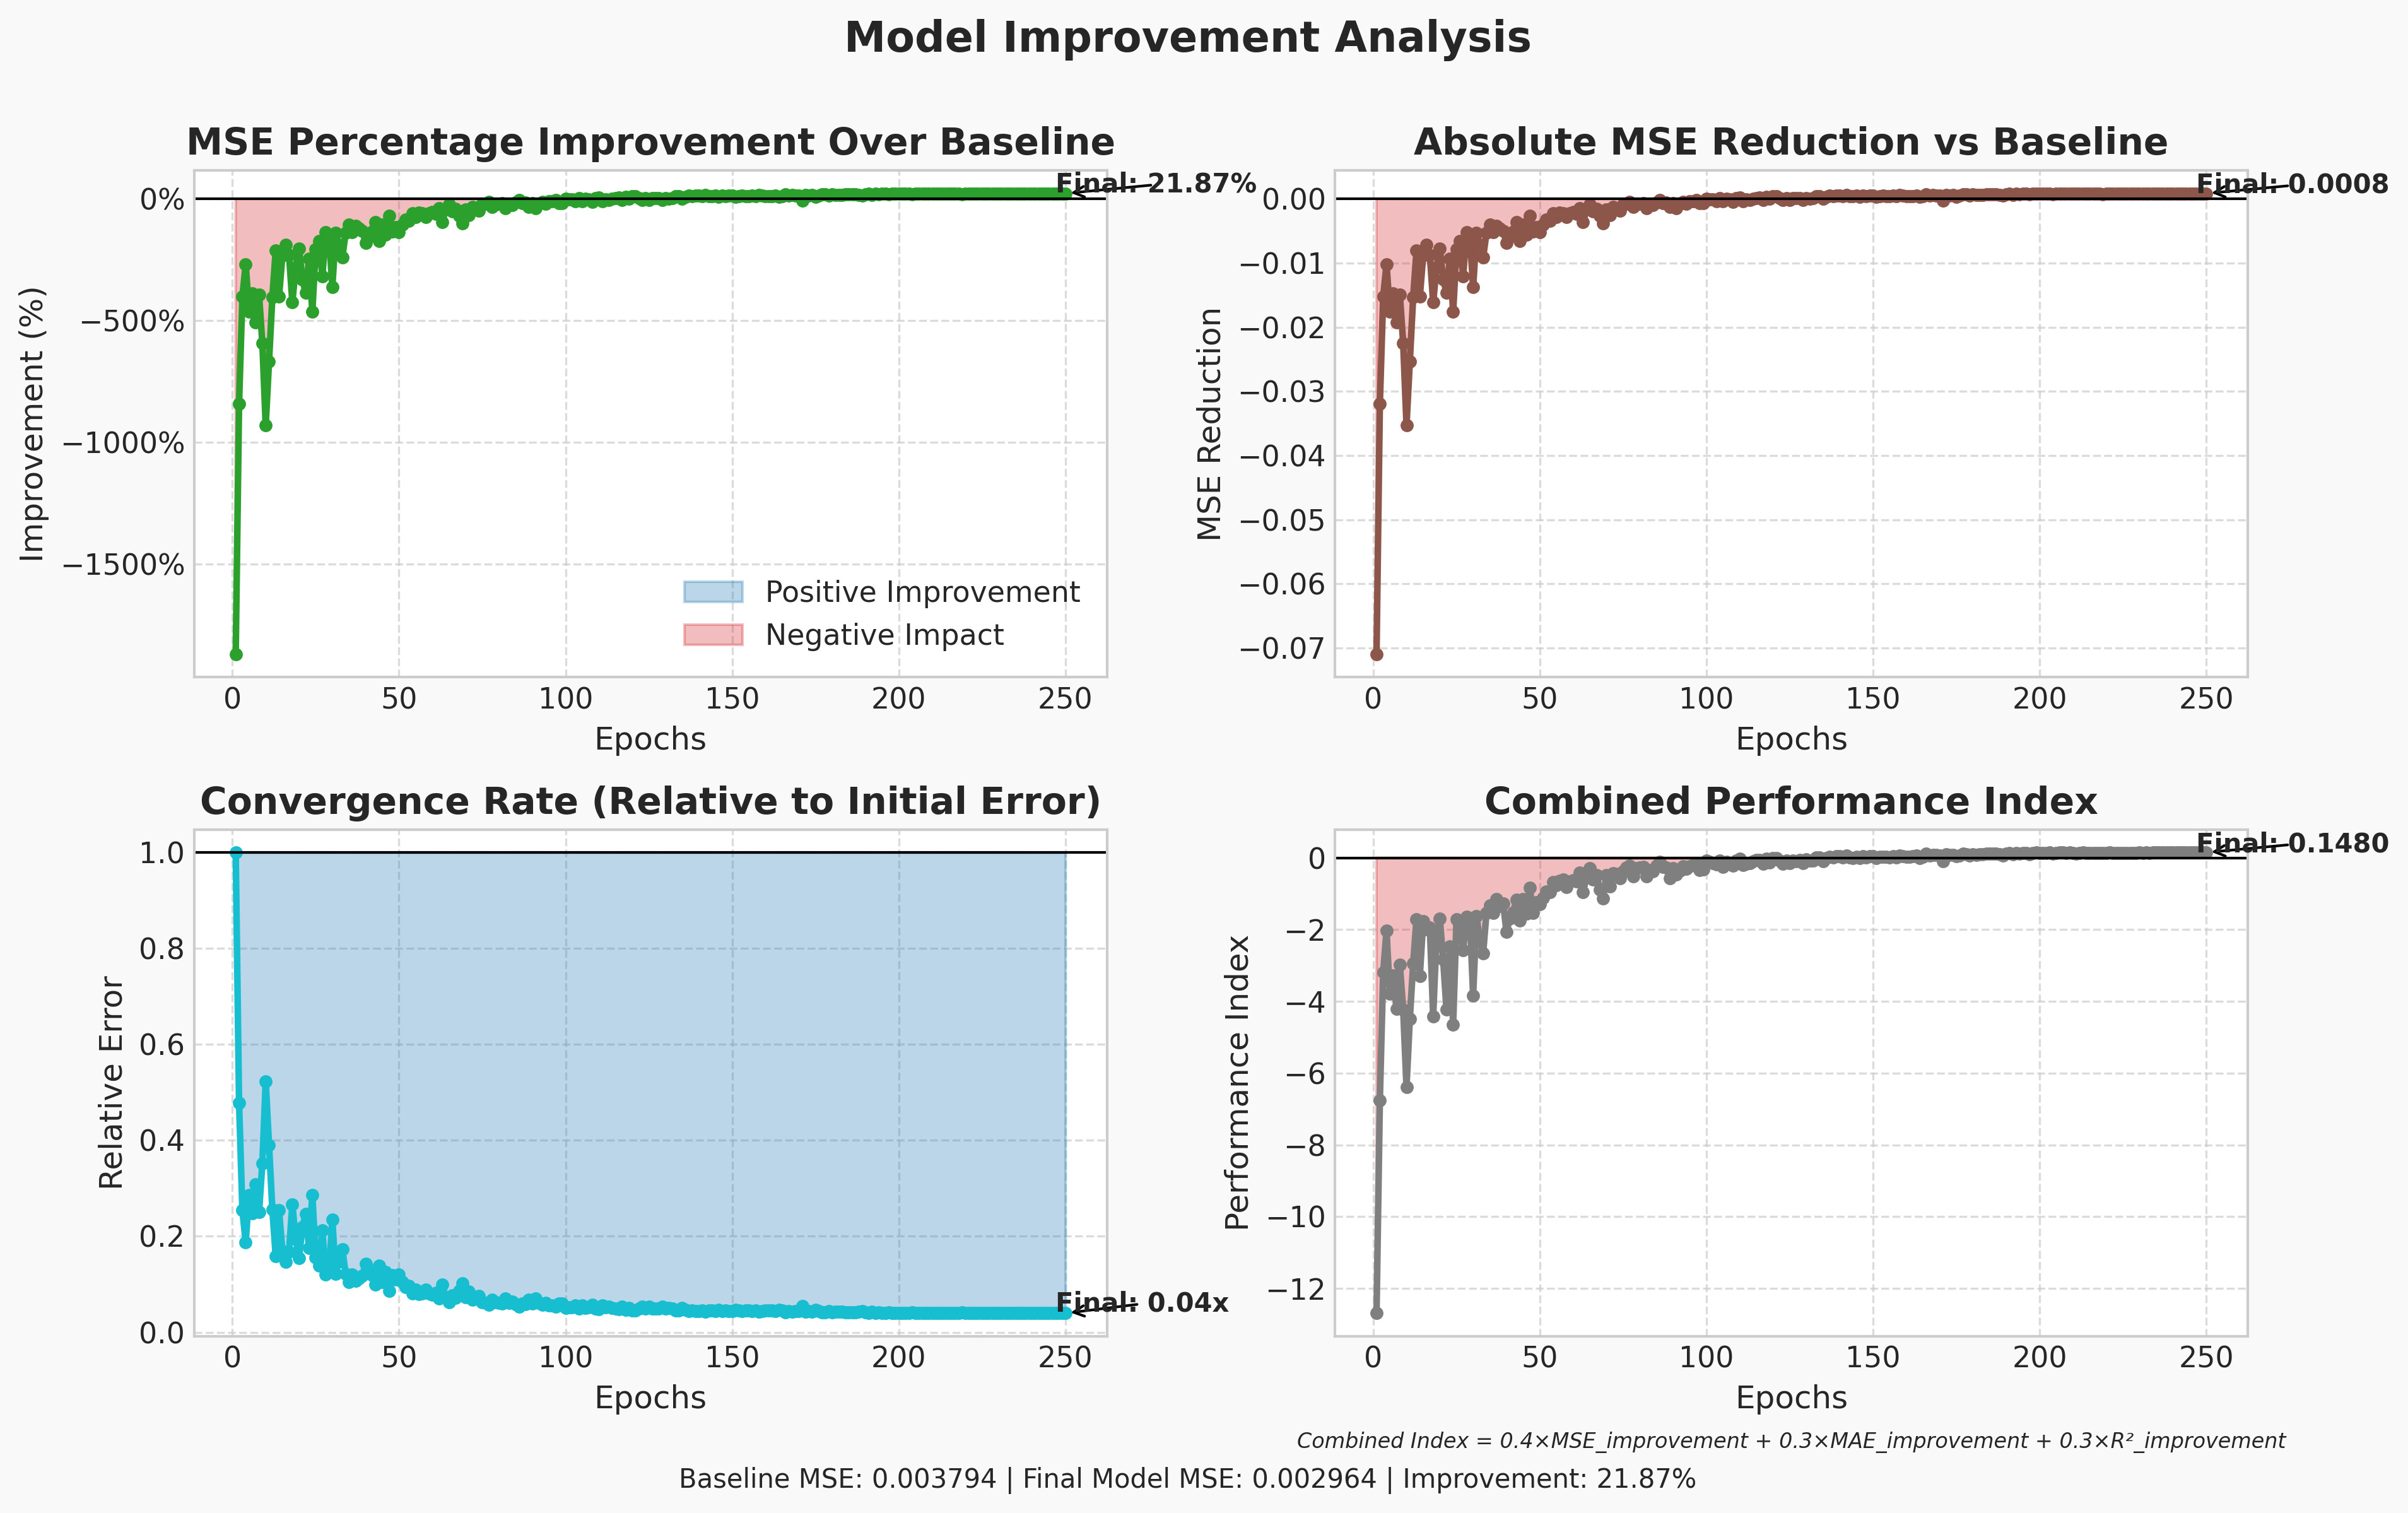 Model Improvement Analysis
MSE Percentage Improvement Over Baseline
Final: 21.87%
0%
−500%
−1000%
−1500%
Improvement (%)
Positive Improvement
Negative Impact
0 50 100 150 200 250
Epochs
Absolute MSE Reduction vs Baseline
Final: 0.0008
0.00
−0.01
−0.02
−0.03
−0.04
−0.05
−0.06
−0.07
MSE Reduction
0 50 100 150 200 250
Epochs
Convergence Rate (Relative to Initial Error)
1.0
0.8
0.6
0.4
0.2
0.0
Relative Error
Final: 0.04x
0 50 100 150 200 250
Epochs
Combined Performance Index
Final: 0.1480
0
−2
−4
−6
−8
−10
−12
Performance Index
0 50 100 150 200 250
Epochs
Combined Index = 0.4×MSE_improvement + 0.3×MAE_improvement + 0.3×R²_improvement
Baseline MSE: 0.003794 | Final Model MSE: 0.002964 | Improvement: 21.87%